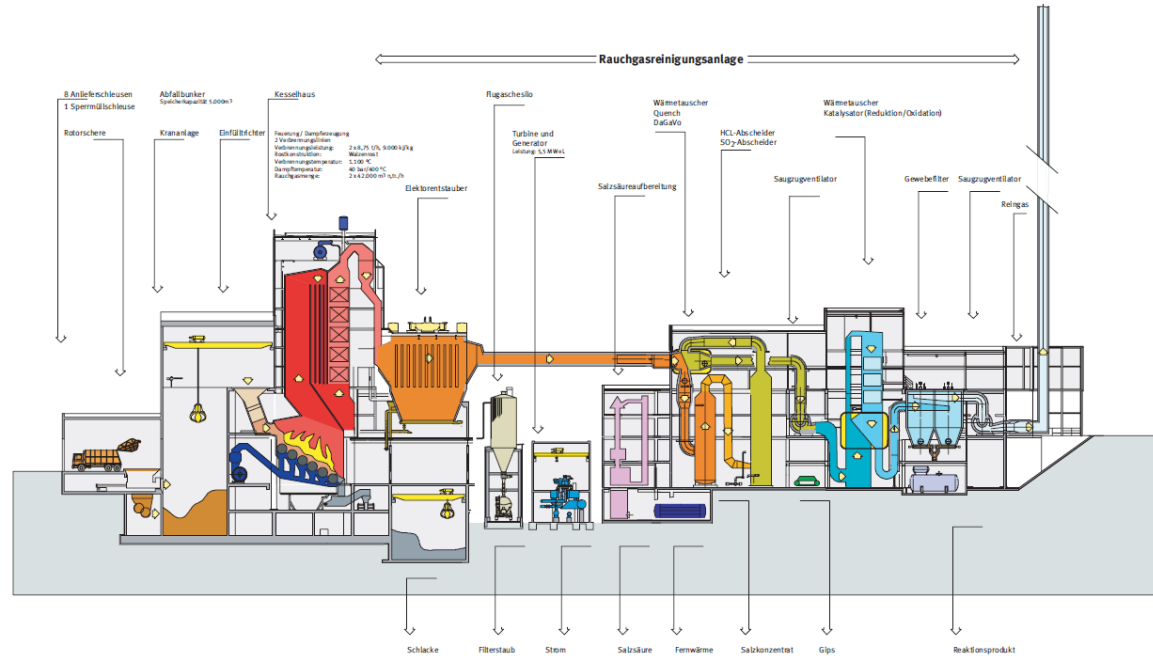 Rauchgasreinigungsanlage
8 Anlieferschleusen
1 Sperrmüllschleuse
Rotorschere
Abfallbunker
Speicherkapazität 5.000m³
Krananlage
Einfülltrichter
Kesselhaus
Feuerung / Dampferzeugung
2 Verbrennungslinien
Verbrennungsleistung: 2 x 8,75 t/h, 9.000 kJ/kg
Rostkonstruktion: Walzenrost
Verbrennungstemperatur: 1.100 °C
Dampftemperatur: 40 bar/400 °C
Rauchgasmenge: 2 x 42.000 m³ n.tr./h
Elektorentstauber
Flugaschesilo
Turbine und
Generator
Leistung: 5,5 MWel
Salzsäureaufbereitung
Wärmetauscher
Quench
DaGaVo
HCL-Abscheider
SO₂-Abscheider
Saugzugventilator
Wärmetauscher
Katalysator (Reduktion/Oxidation)
Gewebefilter
Saugzugventilator
Reingas
Schlacke
Filterstaub
Strom
Salzsäure
Fernwärme
Salzkonzentrat
Gips
Reaktionsprodukt